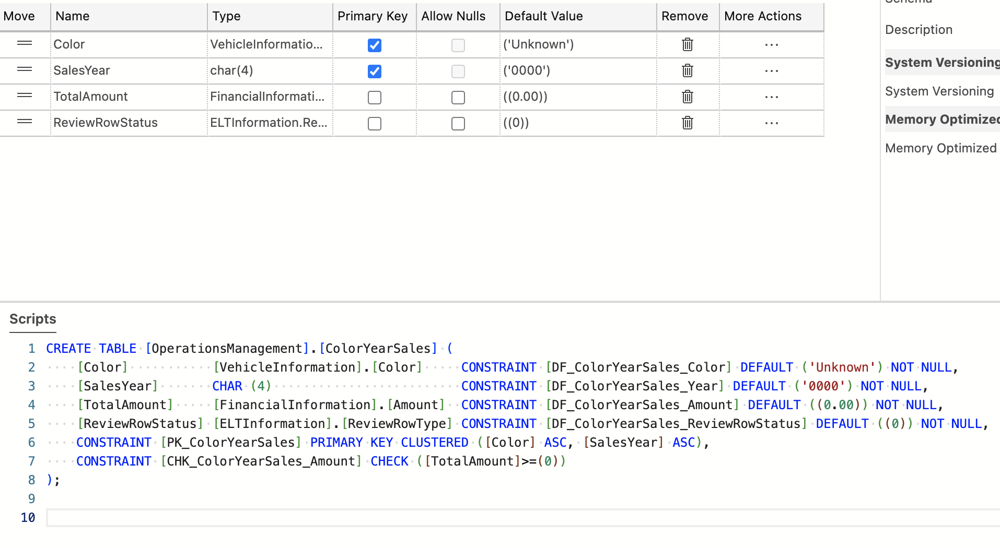 Move Name Type Primary Key Allow Nulls Default Value Remove More Actions
Color VehicleInformatio... ('Unknown') ...
SalesYear char(4) ('0000') ...
TotalAmount FinancialInformati... ((0.00)) ...
ReviewRowStatus ELTInformation.Re... ((0)) ...
Schema
Description
System Versioning
System Versioning
Memory Optimized
Memory Optimized
Scripts
1 CREATE TABLE [OperationsManagement].[ColorYearSales] (
2 [Color] [VehicleInformation].[Color] CONSTRAINT [DF_ColorYearSales_Color] DEFAULT ('Unknown') NOT NULL,
3 [SalesYear] CHAR (4) CONSTRAINT [DF_ColorYearSales_Year] DEFAULT ('0000') NOT NULL,
4 [TotalAmount] [FinancialInformation].[Amount] CONSTRAINT [DF_ColorYearSales_Amount] DEFAULT ((0.00)) NOT NULL,
5 [ReviewRowStatus] [ELTInformation].[ReviewRowType] CONSTRAINT [DF_ColorYearSales_ReviewRowStatus] DEFAULT ((0)) NOT NULL,
6 CONSTRAINT [PK_ColorYearSales] PRIMARY KEY CLUSTERED ([Color] ASC, [SalesYear] ASC),
7 CONSTRAINT [CHK_ColorYearSales_Amount] CHECK ([TotalAmount]>=(0))
8 );
9
10